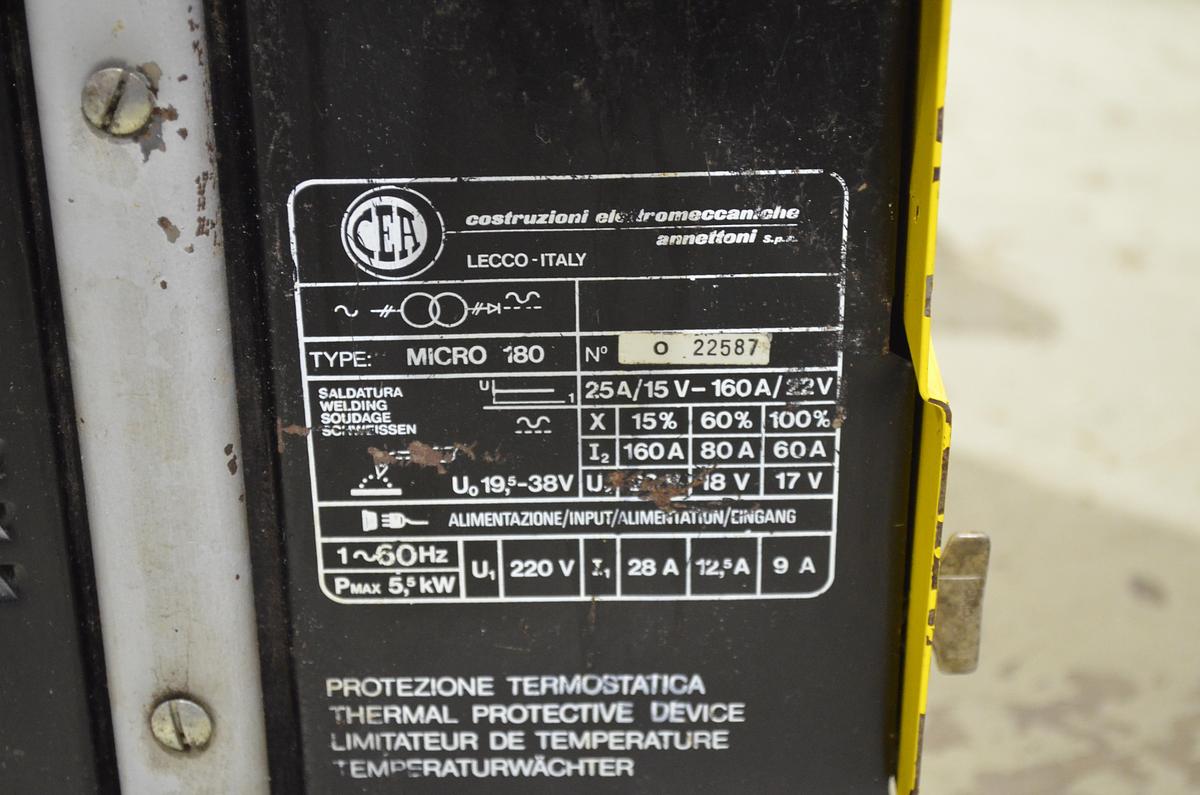 CEA
costruzioni elettromeccaniche
annettoni s.p.a.
LECCO - ITALY
TYPE: MICRO 180 N° O 22587
SALDATURA
WELDING
SOUDAGE
SCHWEISSEN
U 1
25A/15V – 160A/22V
X 15% 60% 100%
I₂ 160A 80A 60A
U₀ 19,⁵–38V U 18 V 17 V
ALIMENTAZIONE/INPUT/ALIMENTATION/EINGANG
1~60Hz
PMAX 5,⁵ kW
U₁ 220 V I₁ 28 A 12,⁵A 9 A
PROTEZIONE TERMOSTATICA
THERMAL PROTECTIVE DEVICE
LIMITATEUR DE TEMPERATURE
TEMPERATURWÄCHTER